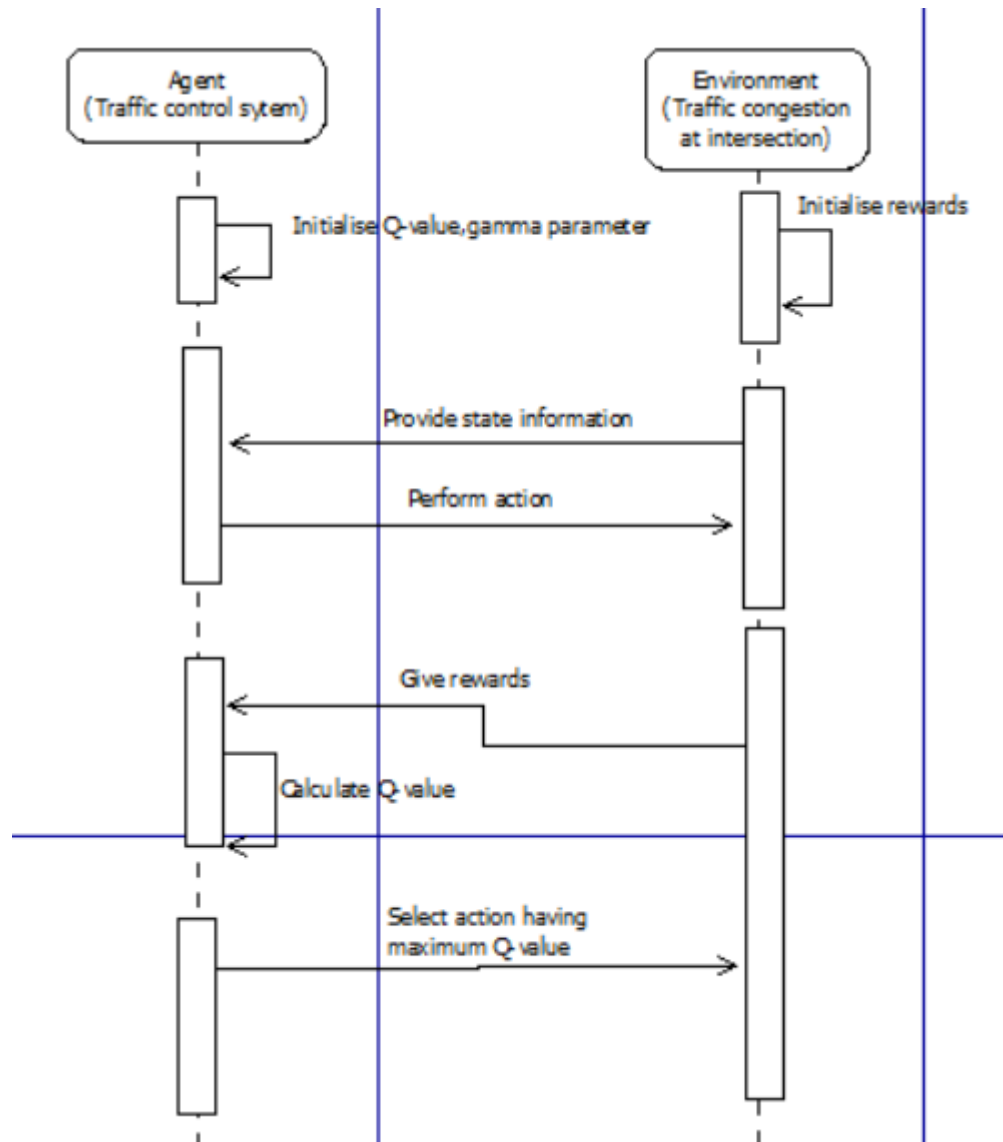 Agent
(Traffic control sytem)
Environment
(Traffic congestion
at intersection)
Initialise rewards
Initialise Q-value,gamma parameter
Provide state information
Perform action
Give rewards
Calculate Q-value
Select action having
maximum Q-value